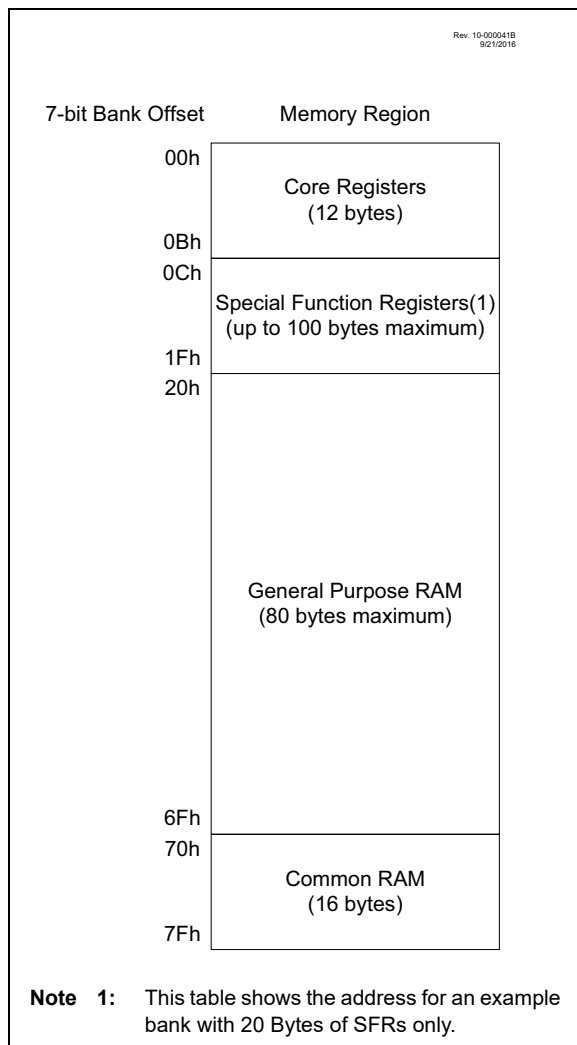 Rev. 10-000041B
9/21/2016
7-bit Bank Offset Memory Region
00h
Core Registers
(12 bytes)
0Bh
0Ch
Special Function Registers(1)
(up to 100 bytes maximum)
1Fh
20h
General Purpose RAM
(80 bytes maximum)
6Fh
70h
Common RAM
(16 bytes)
7Fh
Note 1: This table shows the address for an example
bank with 20 Bytes of SFRs only.